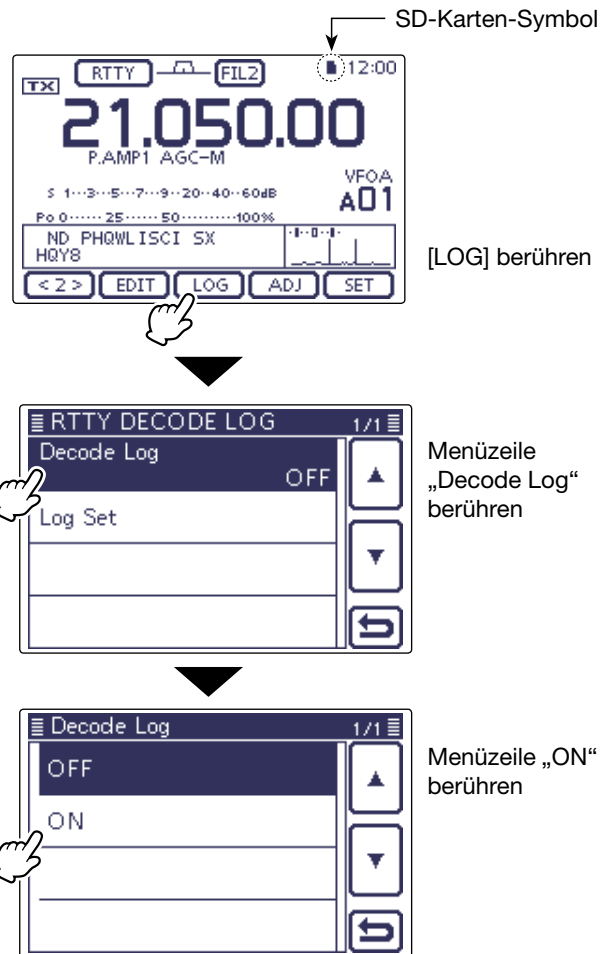 SD-Karten-Symbol
RTTY FIL2 12:00
TX
21.050.00
P.AMP1 AGC-M
VFOA
A01
S 1···3···5···7···9··20··40··60dB
Po 0······25······50··········100%
ND PHQWLISCI SX
HQY8
<2> EDIT LOG ADJ SET
[LOG] berühren
RTTY DECODE LOG 1/1
Decode Log
OFF
Log Set
Menüzeile
„Decode Log“
berühren
Decode Log 1/1
OFF
ON
Menüzeile „ON“
berühren